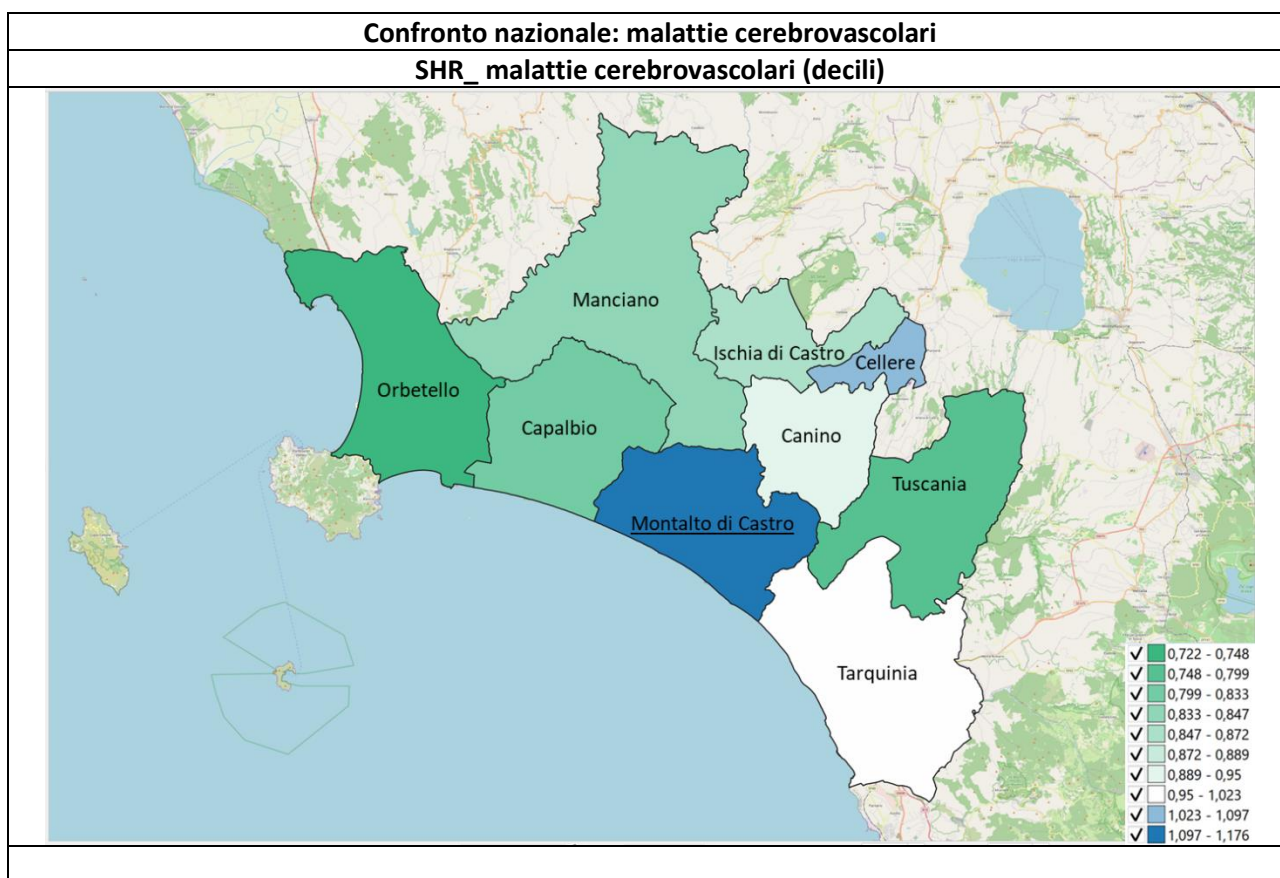 Confronto nazionale: malattie cerebrovascolari
SHR_ malattie cerebrovascolari (decili)
Manciano
Ischia di Castro
Cellere
Orbetello
Capalbio
Canino
Tuscania
Montalto di Castro
Tarquinia
0,722 - 0,748
0,748 - 0,799
0,799 - 0,833
0,833 - 0,847
0,847 - 0,872
0,872 - 0,889
0,889 - 0,95
0,95 - 1,023
1,023 - 1,097
1,097 - 1,176